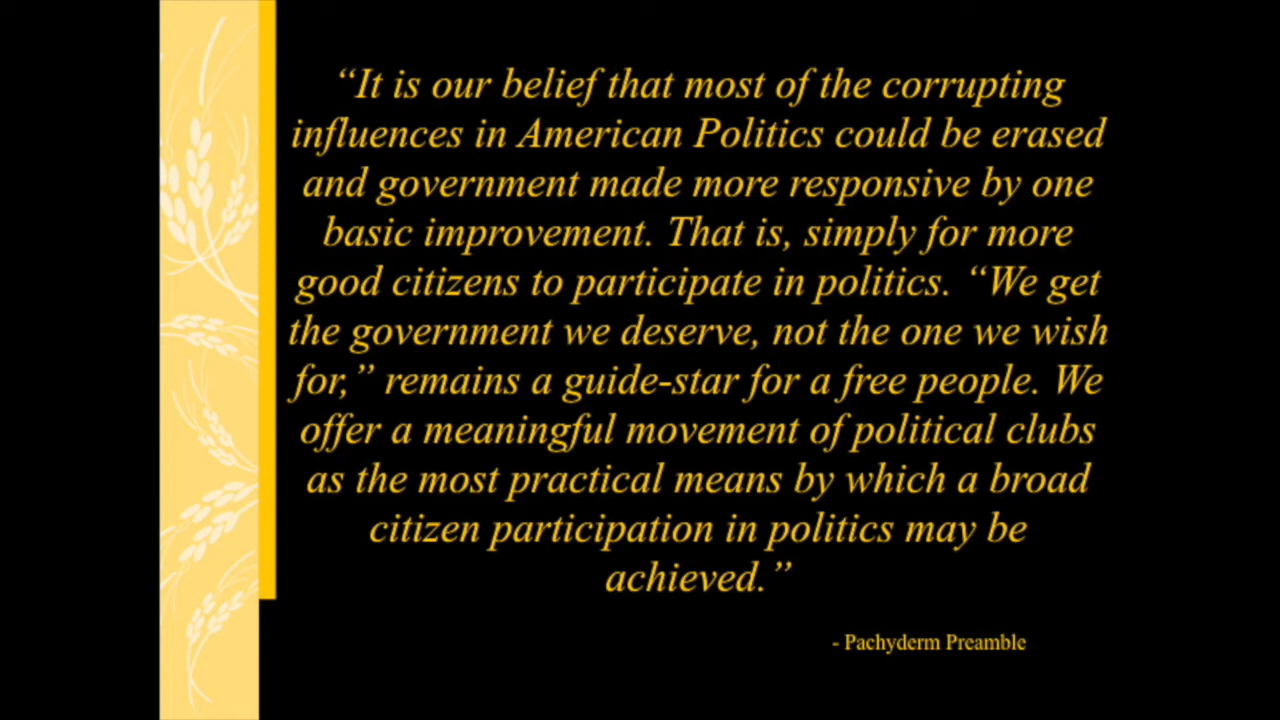 “It is our belief that most of the corrupting
influences in American Politics could be erased
and government made more responsive by one
basic improvement. That is, simply for more
good citizens to participate in politics. “We get
the government we deserve, not the one we wish
for,” remains a guide-star for a free people. We
offer a meaningful movement of political clubs
as the most practical means by which a broad
citizen participation in politics may be
achieved.”
- Pachyderm Preamble